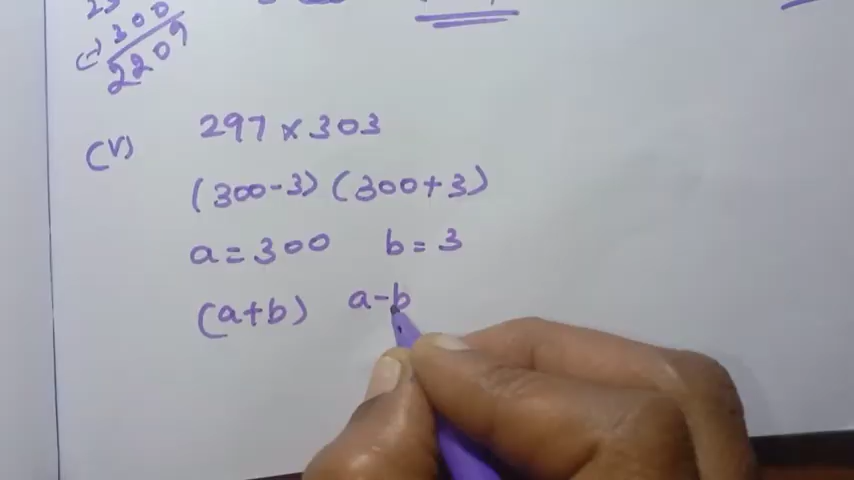 300
(-)
2209
(V) 297 × 303
(300-3) (300+3)
a=300 b=3
(a+b) a-b